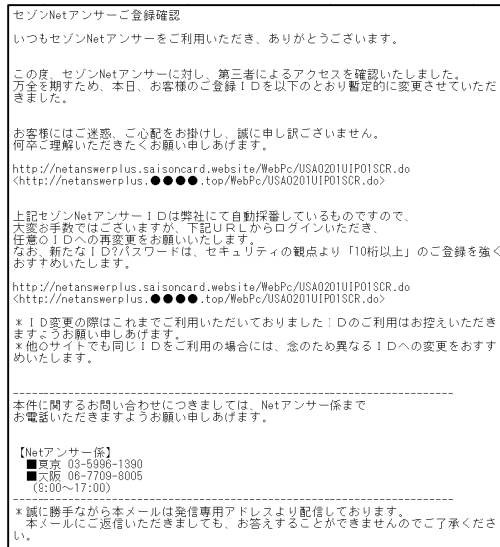 セゾンNetアンサーご登録確認
いつもセゾンNetアンサーをご利用いただき、ありがとうございます。
この度、セゾンNetアンサーに対し、第三者によるアクセスを確認いたしました。
万全を期すため、本日、お客様のご登録ＩＤを以下のとおり暫定的に変更させていただ
きました。
お客様にはご迷惑、ご心配をお掛けし、誠に申し訳ございません。
何卒ご理解いただきたくお願い申しあげます。
http://netanswerplus.saisoncard.website/WebPc/USA0201UIP01SCR.do
<http://netanswerplus.●●●●.top/WebPc/USA0201UIP01SCR.do>
上記セゾンNetアンサーＩＤは弊社にて自動採番しているものですので、
大変お手数ではございますが、下記ＵＲＬからログインいただき、
任意のＩＤへの再変更をお願いいたします。
なお、新たなＩＤ?パスワードは、セキュリティの観点より「10桁以上」のご登録を強く
おすすめいたします。
http://netanswerplus.saisoncard.website/WebPc/USA0201UIP01SCR.do
<http://netanswerplus.●●●●.top/WebPc/USA0201UIP01SCR.do>
＊ＩＤ変更の際はこれまでご利用いただいておりましたＩＤのご利用はお控えいただき
ますようお願い申しあげます。
＊他のサイトでも同じＩＤをご利用の場合には、念のため異なるＩＤへの変更をおすす
めいたします。
--------------------------------------------------------------------
本件に関するお問い合わせにつきましては、Netアンサー係まで
お電話いただきますようお願い申しあげます。
【Netアンサー係】
■東京 03-5996-1390
■大阪 06-7709-8005
(9:00～17:00)
--------------------------------------------------------------------
＊誠に勝手ながら本メールは発信専用アドレスより配信しております。
本メールにご返信いただきましても、お答えすることができませんのでご了承くださ
い。